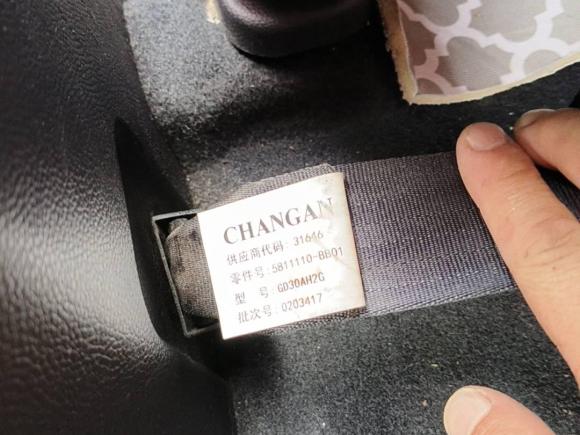 CHANGAN
供应商代码: 31646
零件号:5811110-BB01
型 号: GD30AH2G
批次号: 0203417